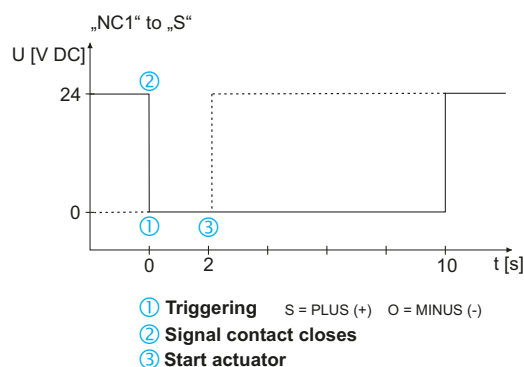 „NC1“ to „S“
U [V DC]
24
②
0
① ③
0 2 10 t [s]
① Triggering S = PLUS (+) O = MINUS (-)
② Signal contact closes
③ Start actuator